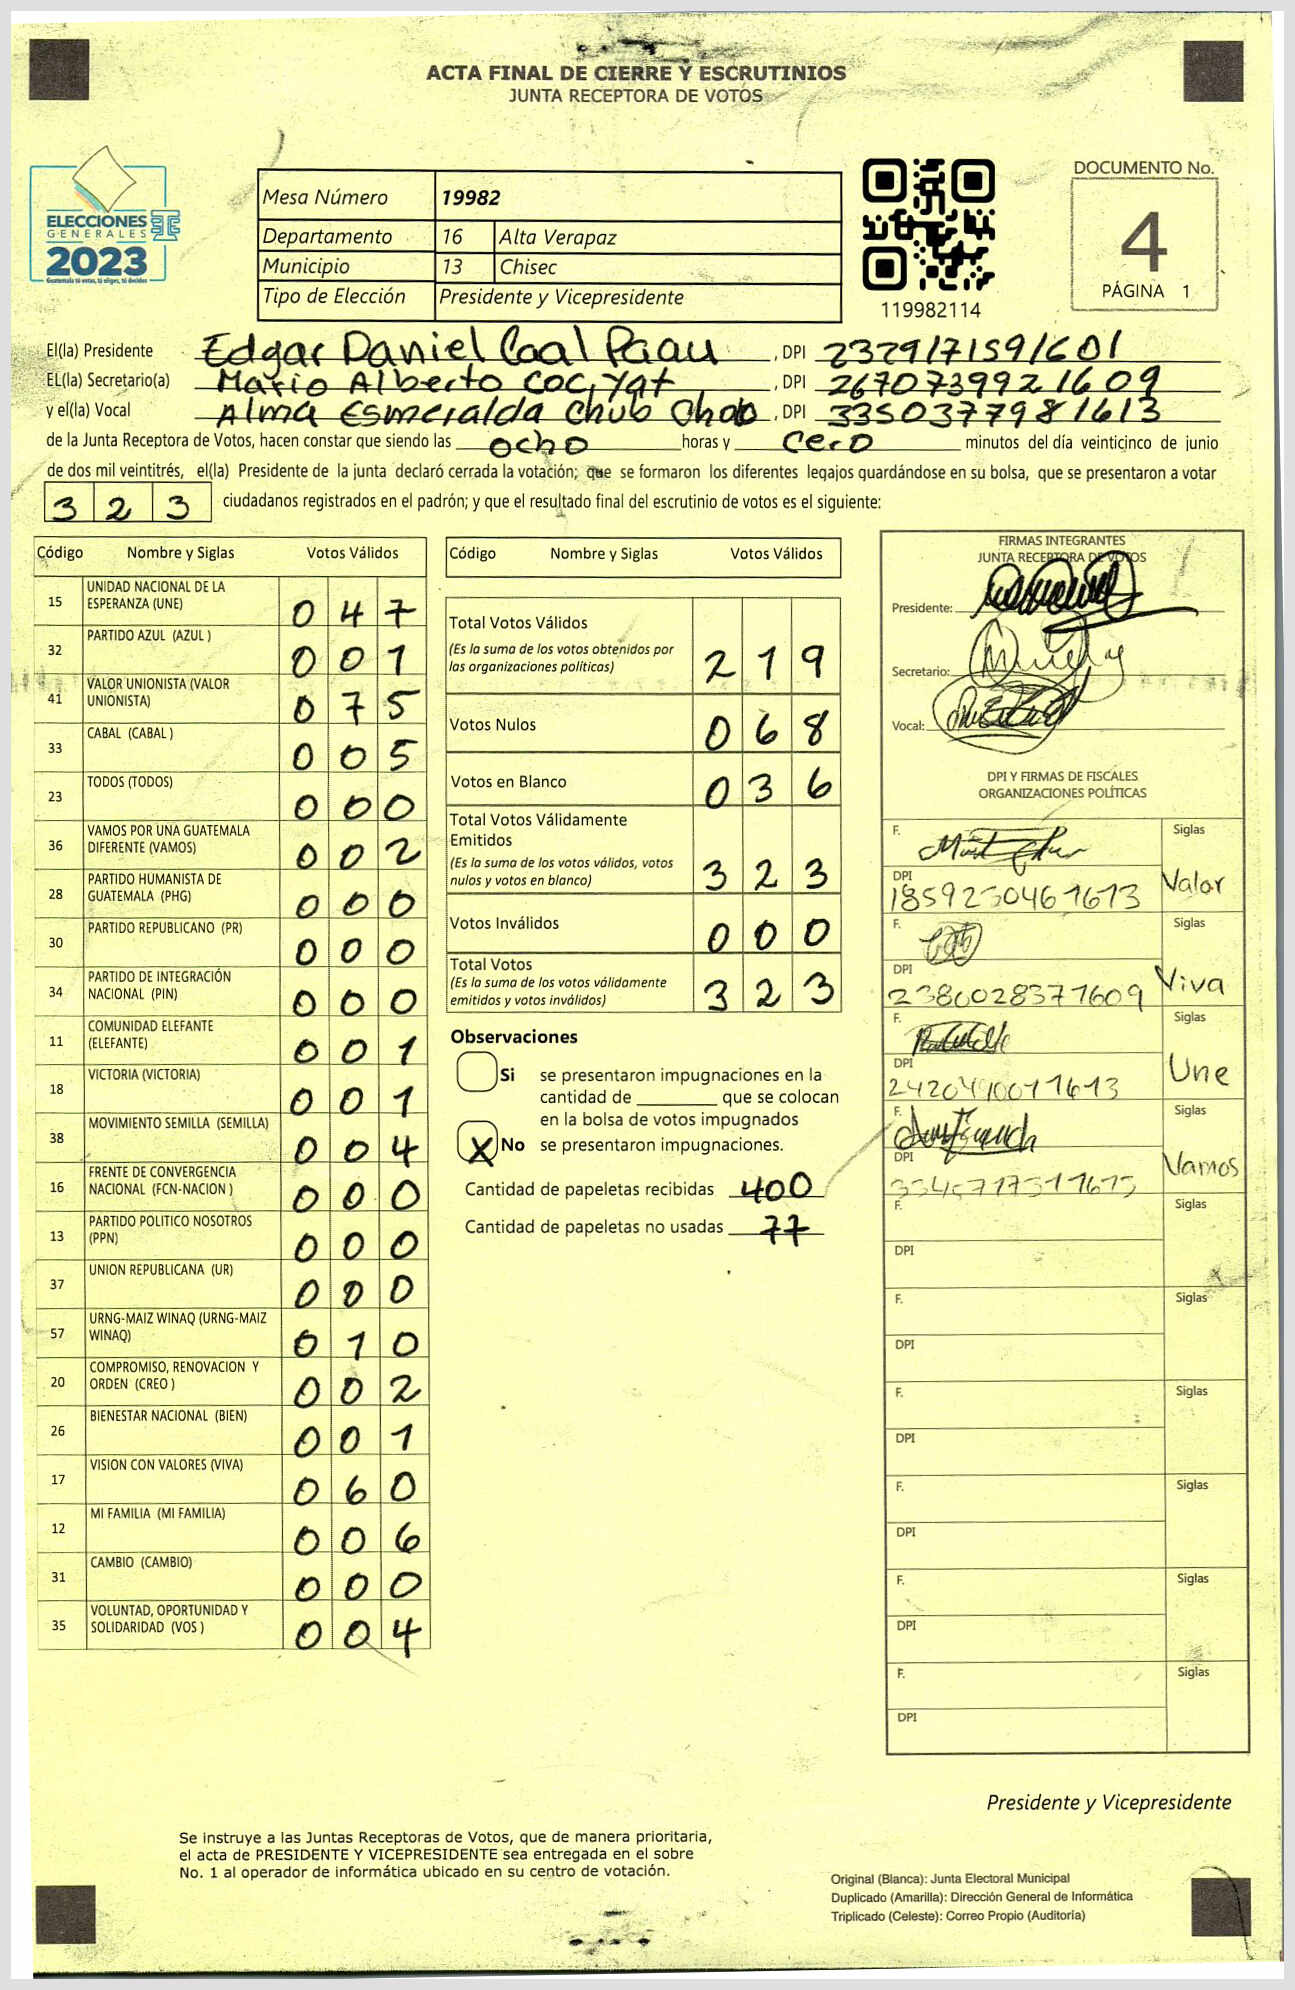 ACTA FINAL DE CIERRE Y ESCRUTINIOS
JUNTA RECEPTORA DE VOTOS
ELECCIONES
GENERALES
2023
Guatemala tú votas, tú eliges, tú decides
Mesa Número 19982
Departamento 16 Alta Verapaz
Municipio 13 Chisec
Tipo de Elección Presidente y Vicepresidente
119982114
DOCUMENTO No.
4
PÁGINA 1
El(la) Presidente Edgar Daniel Caal Paau, DPI 2329171591601
EL(la) Secretario(a) Mario Alberto Coc Yat, DPI 2670739921609
y el(la) Vocal Alma Esmeralda Chub Chub, DPI 3350377981613
de la Junta Receptora de Votos, hacen constar que siendo las ocho horas y cero minutos del día veinticinco de junio
de dos mil veintitrés, el(la) Presidente de la junta declaró cerrada la votación; que se formaron los diferentes legajos guardándose en su bolsa, que se presentaron a votar
3 2 3 ciudadanos registrados en el padrón; y que el resultado final del escrutinio de votos es el siguiente:
Código Nombre y Siglas Votos Válidos
15 UNIDAD NACIONAL DE LA ESPERANZA (UNE) 0 4 7
32 PARTIDO AZUL (AZUL ) 0 0 1
41 VALOR UNIONISTA (VALOR UNIONISTA) 0 7 5
33 CABAL (CABAL ) 0 0 5
23 TODOS (TODOS) 0 0 0
36 VAMOS POR UNA GUATEMALA DIFERENTE (VAMOS) 0 0 2
28 PARTIDO HUMANISTA DE GUATEMALA (PHG) 0 0 0
30 PARTIDO REPUBLICANO (PR) 0 0 0
34 PARTIDO DE INTEGRACIÓN NACIONAL (PIN) 0 0 0
11 COMUNIDAD ELEFANTE (ELEFANTE) 0 0 1
18 VICTORIA (VICTORIA) 0 0 1
38 MOVIMIENTO SEMILLA (SEMILLA) 0 0 4
16 FRENTE DE CONVERGENCIA NACIONAL (FCN-NACION ) 0 0 0
13 PARTIDO POLITICO NOSOTROS (PPN) 0 0 0
37 UNION REPUBLICANA (UR) 0 0 0
57 URNG-MAIZ WINAQ (URNG-MAIZ WINAQ) 0 1 0
20 COMPROMISO, RENOVACION Y ORDEN (CREO ) 0 0 2
26 BIENESTAR NACIONAL (BIEN) 0 0 1
17 VISION CON VALORES (VIVA) 0 6 0
12 MI FAMILIA (MI FAMILIA) 0 0 6
31 CAMBIO (CAMBIO) 0 0 0
35 VOLUNTAD, OPORTUNIDAD Y SOLIDARIDAD (VOS ) 0 0 4
Código Nombre y Siglas Votos Válidos
Total Votos Válidos
(Es la suma de los votos obtenidos por
las organizaciones políticas) 2 1 9
Votos Nulos 0 6 8
Votos en Blanco 0 3 6
Total Votos Válidamente
Emitidos
(Es la suma de los votos válidos, votos
nulos y votos en blanco) 3 2 3
Votos Inválidos 0 0 0
Total Votos
(Es la suma de los votos válidamente
emitidos y votos inválidos) 3 2 3
Observaciones
Si se presentaron impugnaciones en la
cantidad de ________ que se colocan
en la bolsa de votos impugnados
X No se presentaron impugnaciones.
Cantidad de papeletas recibidas 400
Cantidad de papeletas no usadas 77
FIRMAS INTEGRANTES
JUNTA RECEPTORA DE VOTOS
Presidente:
Secretario:
Vocal:
DPI Y FIRMAS DE FISCALES
ORGANIZACIONES POLÍTICAS
F. Siglas
DPI Valor
1859230461613
F. Siglas
DPI Viva
2380028371609
F. Siglas
DPI Une
F. Siglas
DPI Vamos
F. Siglas
DPI
F. Siglas
DPI
F. Siglas
DPI
F. Siglas
DPI
F. Siglas
DPI
F. Siglas
DPI
Presidente y Vicepresidente
Se instruye a las Juntas Receptoras de Votos, que de manera prioritaria,
el acta de PRESIDENTE Y VICEPRESIDENTE sea entregada en el sobre
No. 1 al operador de informática ubicado en su centro de votación.
Original (Blanca): Junta Electoral Municipal
Duplicado (Amarilla): Dirección General de Informática
Triplicado (Celeste): Correo Propio (Auditoría)